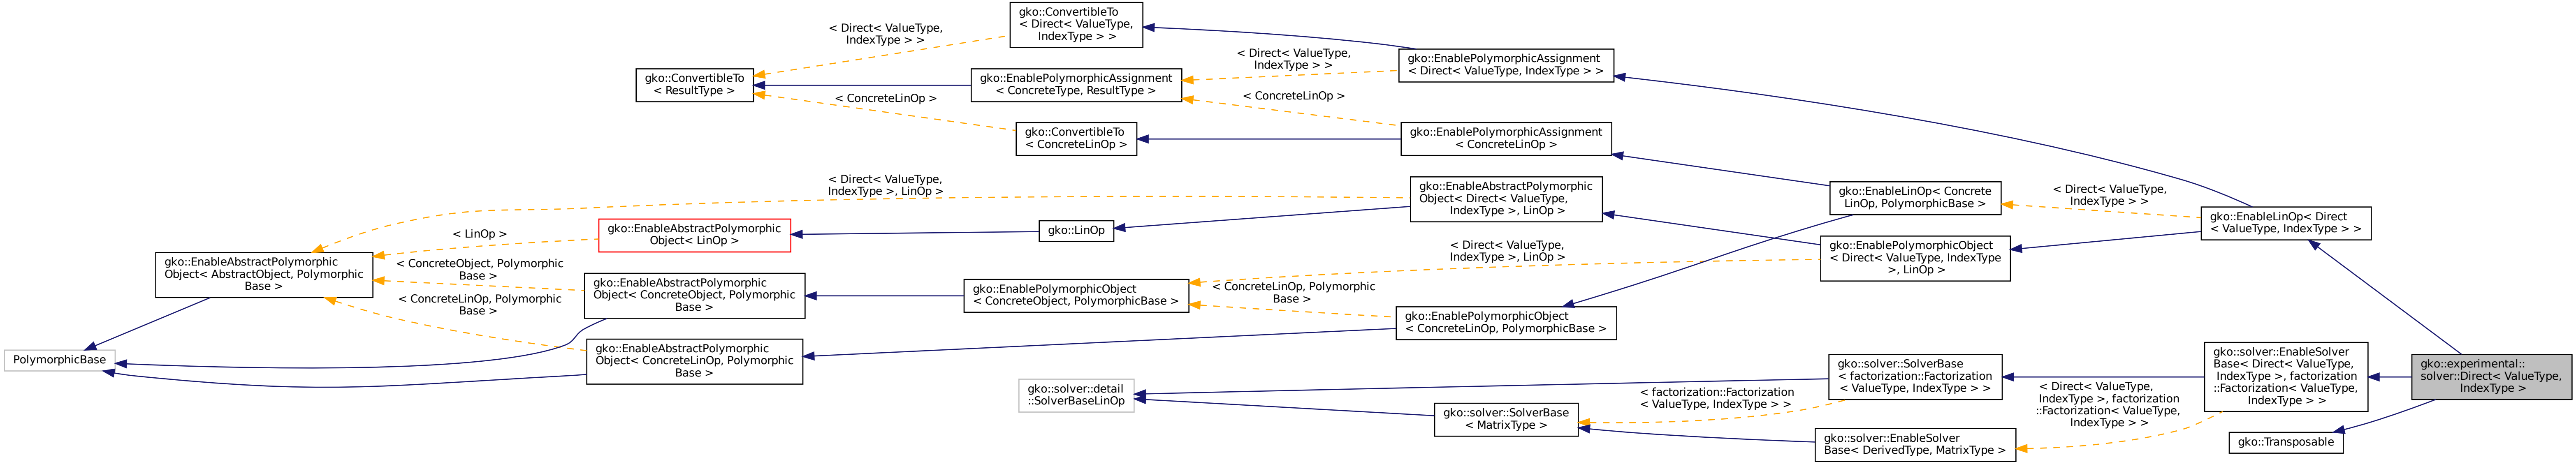 gko::ConvertibleTo
< Direct< ValueType,
IndexType > >
< Direct< ValueType,
IndexType > >
gko::ConvertibleTo
< ResultType >
gko::EnablePolymorphicAssignment
< ConcreteType, ResultType >
< Direct< ValueType,
IndexType > >
gko::EnablePolymorphicAssignment
< Direct< ValueType, IndexType > >
< ConcreteLinOp >
< ConcreteLinOp >
gko::ConvertibleTo
< ConcreteLinOp >
gko::EnablePolymorphicAssignment
< ConcreteLinOp >
< Direct< ValueType,
IndexType >, LinOp >
gko::EnableAbstractPolymorphic
Object< Direct< ValueType,
IndexType >, LinOp >
gko::EnableLinOp< Concrete
LinOp, PolymorphicBase >
< Direct< ValueType,
IndexType > >
gko::EnableLinOp< Direct
< ValueType, IndexType > >
< LinOp >
gko::EnableAbstractPolymorphic
Object< LinOp >
gko::LinOp
gko::EnablePolymorphicObject
< Direct< ValueType, IndexType
>, LinOp >
< Direct< ValueType,
IndexType >, LinOp >
gko::EnableAbstractPolymorphic
Object< AbstractObject, Polymorphic
Base >
< ConcreteObject, Polymorphic
Base >
< ConcreteLinOp, Polymorphic
Base >
gko::EnableAbstractPolymorphic
Object< ConcreteObject, Polymorphic
Base >
gko::EnablePolymorphicObject
< ConcreteObject, PolymorphicBase >
< ConcreteLinOp, Polymorphic
Base >
gko::EnablePolymorphicObject
< ConcreteLinOp, PolymorphicBase >
PolymorphicBase
gko::EnableAbstractPolymorphic
Object< ConcreteLinOp, Polymorphic
Base >
gko::solver::detail
::SolverBaseLinOp
gko::solver::SolverBase
< factorization::Factorization
< ValueType, IndexType > >
gko::solver::EnableSolver
Base< Direct< ValueType,
IndexType >, factorization
::Factorization< ValueType,
IndexType > >
gko::experimental::
solver::Direct< ValueType,
IndexType >
< factorization::Factorization
< ValueType, IndexType > >
gko::solver::SolverBase
< MatrixType >
< Direct< ValueType,
IndexType >, factorization
::Factorization< ValueType,
IndexType > >
gko::solver::EnableSolver
Base< DerivedType, MatrixType >
gko::Transposable